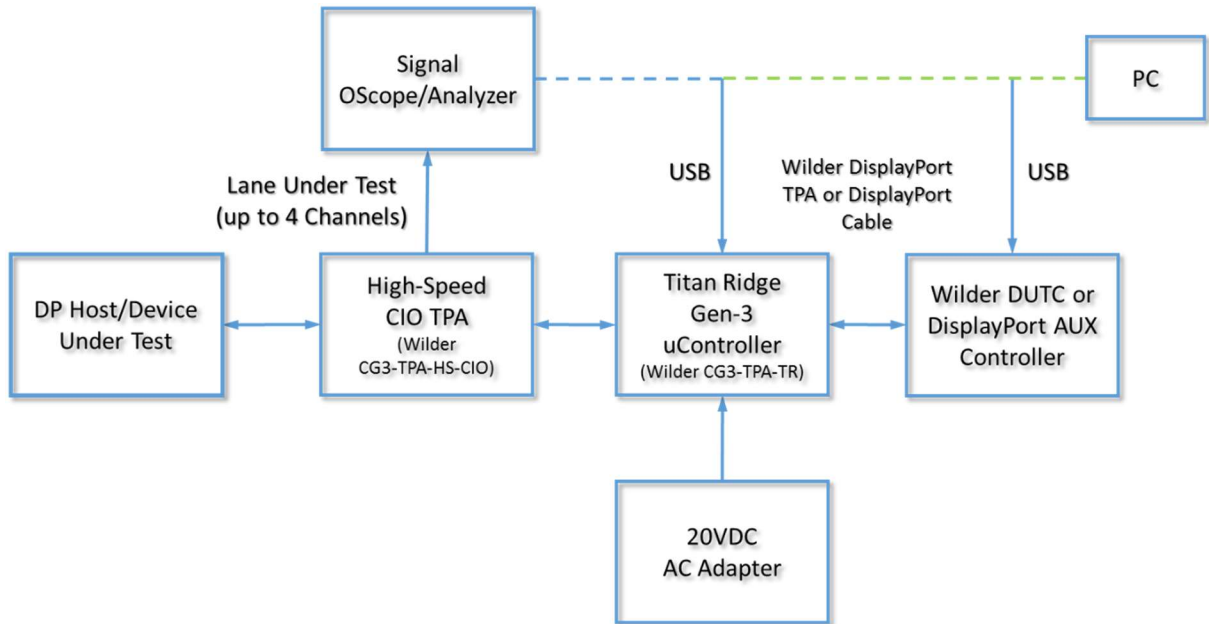 Signal
OScope/Analyzer
PC
Lane Under Test
(up to 4 Channels)
USB
Wilder DisplayPort
TPA or DisplayPort
Cable
USB
DP Host/Device
Under Test
High-Speed
CIO TPA
(Wilder
CG3-TPA-HS-CIO)
Titan Ridge
Gen-3
uController
(Wilder CG3-TPA-TR)
Wilder DUTC or
DisplayPort AUX
Controller
20VDC
AC Adapter